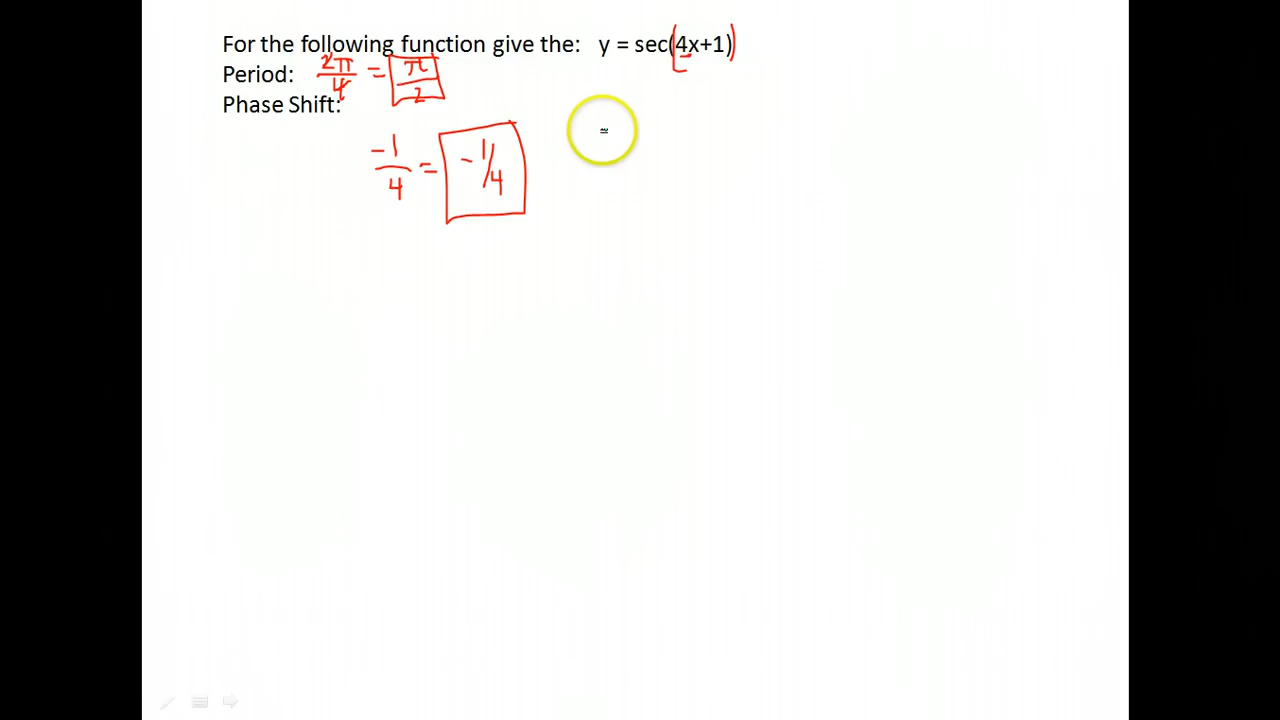 For the following function give the: y = sec(4x+1)
Period: 2π/4 = π/2
Phase Shift:
-1/4 = -1/4